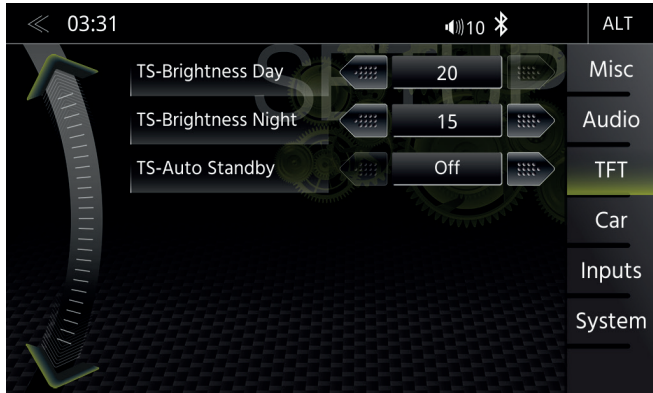 03:31 10 ALT
SETUP
TS-Brightness Day 20 Misc
TS-Brightness Night 15 Audio
TS-Auto Standby Off TFT
Car
Inputs
System